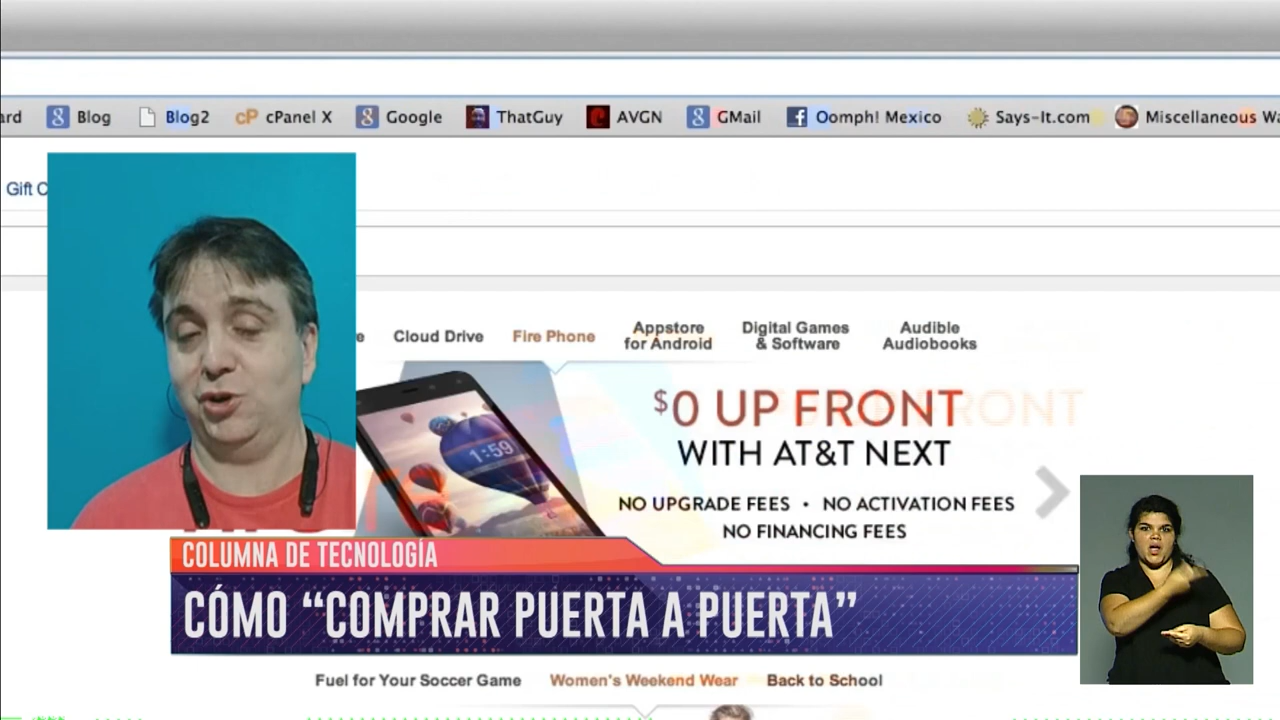 ard Blog Blog2 cPanel X Google ThatGuy AVGN GMail Oomph! Mexico Says-It.com Miscellaneous
Gift
Cloud Drive Fire Phone Appstore for Android Digital Games & Software Audible Audiobooks
1:59
$0 UP FRONT
WITH AT&T NEXT
NO UPGRADE FEES • NO ACTIVATION FEES
NO FINANCING FEES
COLUMNA DE TECNOLOGÍA
CÓMO “COMPRAR PUERTA A PUERTA”
Fuel for Your Soccer Game Women's Weekend Wear Back to School